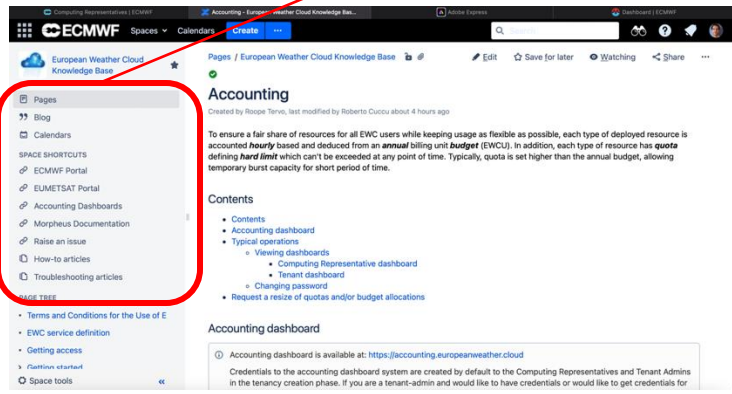 Computing Representatives | ECMWF
Accounting - European Weather Cloud Knowledge Bas...
Adobe Express
Dashboard | ECMWF
ECMWF Spaces Calendars Create ...
European Weather Cloud
Knowledge Base
Pages
Blog
Calendars
SPACE SHORTCUTS
ECMWF Portal
EUMETSAT Portal
Accounting Dashboards
Morpheus Documentation
Raise an issue
How-to articles
Troubleshooting articles
PAGE TREE
• Terms and Conditions for the Use of E
• EWC service definition
• Getting access
> Getting started
Space tools «
Pages / European Weather Cloud Knowledge Base
Edit Save for later Watching Share ...
Accounting
Created by Roope Tervo, last modified by Roberto Cuccu about 4 hours ago
To ensure a fair share of resources for all EWC users while keeping usage as flexible as possible, each type of deployed resource is
accounted hourly based and deduced from an annual billing unit budget (EWCU). In addition, each type of resource has quota
defining hard limit which can't be exceeded at any point of time. Typically, quota is set higher than the annual budget, allowing
temporary burst capacity for short period of time.
Contents
• Contents
• Accounting dashboard
• Typical operations
Viewing dashboards
Computing Representative dashboard
Tenant dashboard
Changing password
• Request a resize of quotas and/or budget allocations
Accounting dashboard
Accounting dashboard is available at: https://accounting.europeanweather.cloud
Credentials to the accounting dashboard system are created by default to the Computing Representatives and Tenant Admins
in the tenancy creation phase. If you are a tenant-admin and would like to have credentials or would like to get credentials for